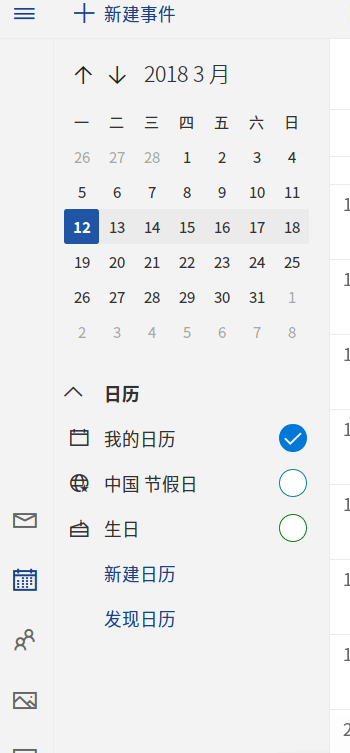 新建事件
2018 3 月
一 二 三 四 五 六 日
26 27 28 1 2 3 4
5 6 7 8 9 10 11
12 13 14 15 16 17 18
19 20 21 22 23 24 25
26 27 28 29 30 31 1
2 3 4 5 6 7 8
日历
我的日历
中国 节假日
生日
新建日历
发现日历